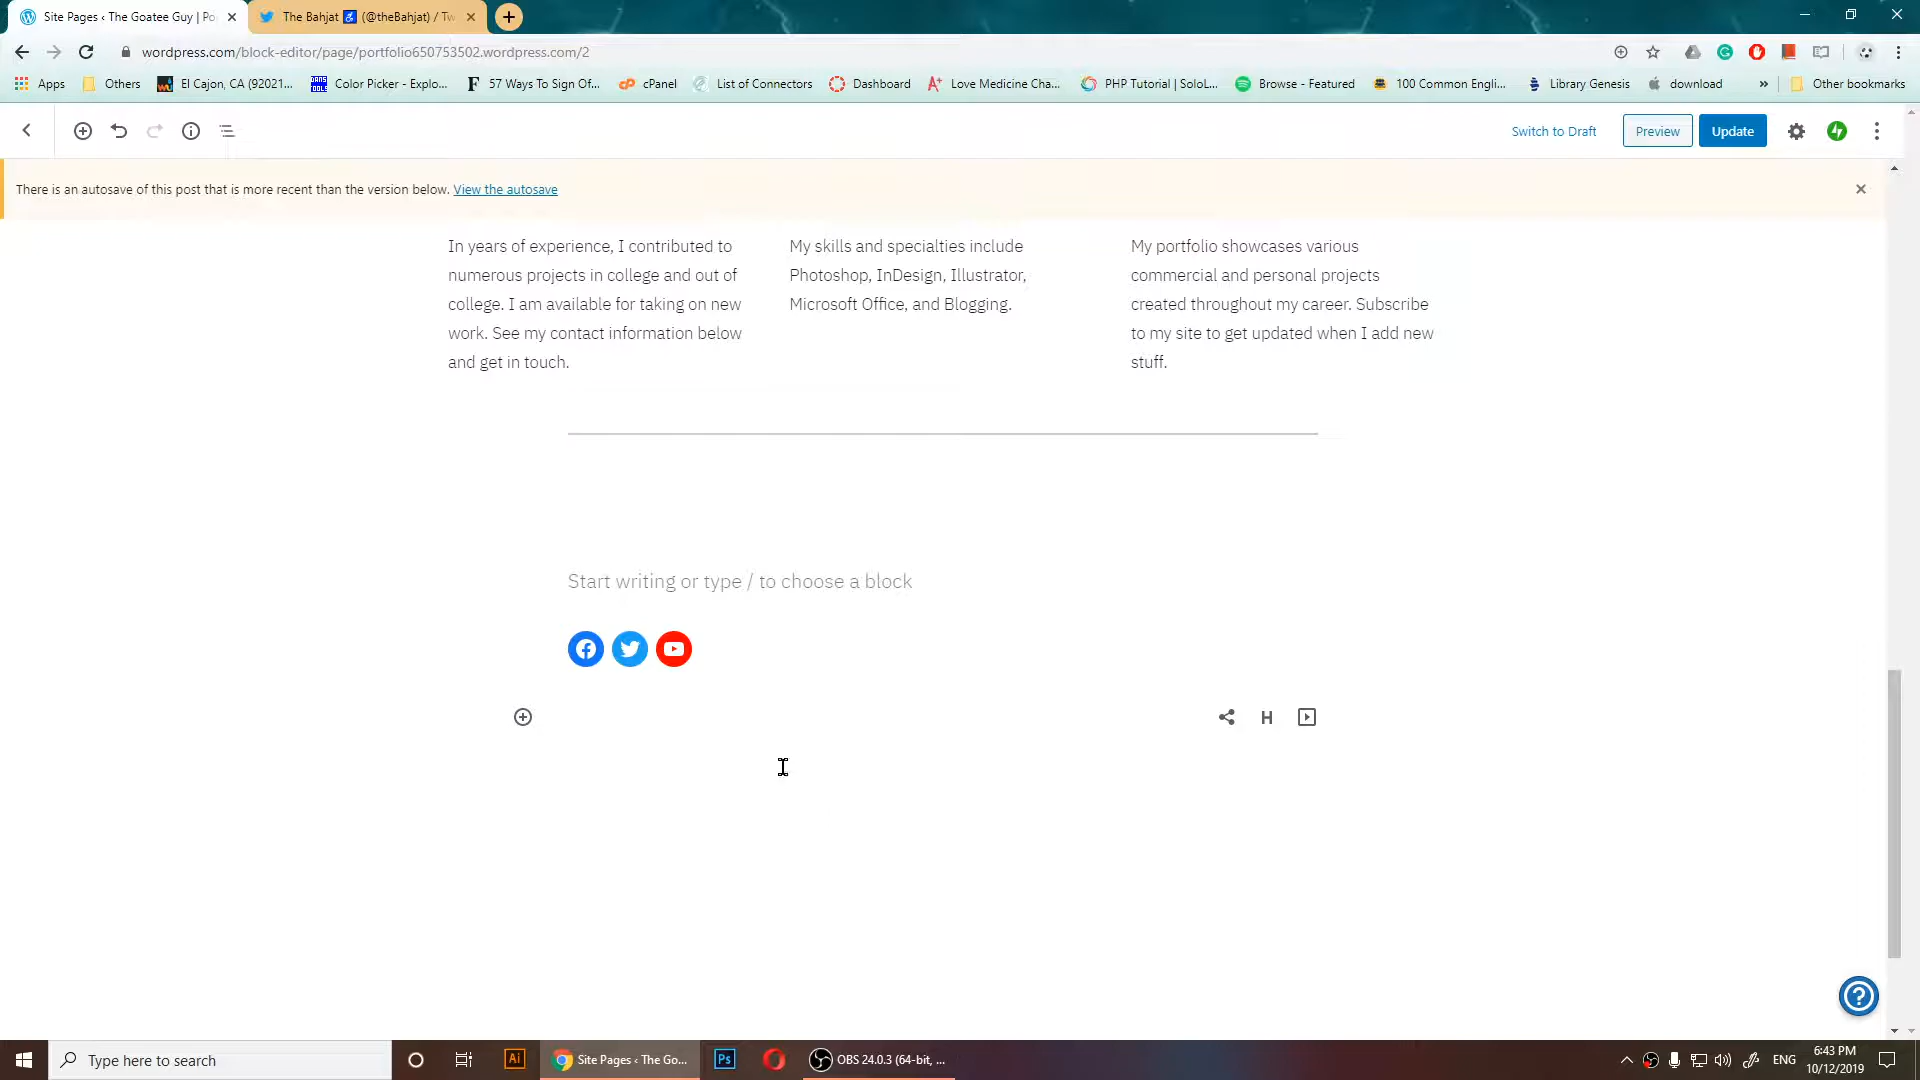 Site Pages ‹ The Goatee Guy | Po
The Bahjat (@theBahjat) / Tw
wordpress.com/block-editor/page/portfolio650753502.wordpress.com/2
Apps Others El Cajon, CA (92021... Color Picker - Explo... 57 Ways To Sign Of... cPanel List of Connectors Dashboard Love Medicine Cha... PHP Tutorial | SoloL... Browse - Featured 100 Common Engli... Library Genesis download » Other bookmarks
Switch to Draft Preview Update
There is an autosave of this post that is more recent than the version below. View the autosave
In years of experience, I contributed to
numerous projects in college and out of
college. I am available for taking on new
work. See my contact information below
and get in touch.
My skills and specialties include
Photoshop, InDesign, Illustrator,
Microsoft Office, and Blogging.
My portfolio showcases various
commercial and personal projects
created throughout my career. Subscribe
to my site to get updated when I add new
stuff.
Start writing or type / to choose a block
H
Type here to search
Ai
Site Pages ‹ The Go...
Ps
OBS 24.0.3 (64-bit, ...
ENG
6:43 PM
10/12/2019